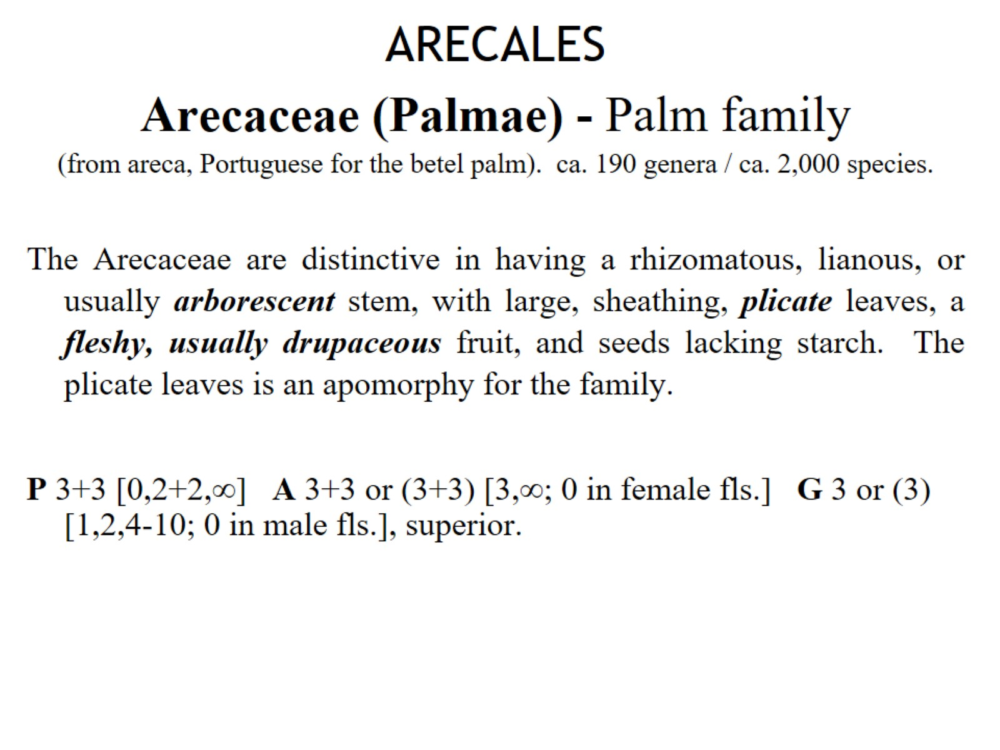 ARECALES
Arecaceae (Palmae) - Palm family
(from areca, Portuguese for the betel palm).  ca. 190 genera / ca. 2,000 species.
The Arecaceae are distinctive in having a rhizomatous, lianous, or
usually arborescent stem, with large, sheathing, plicate leaves, a
fleshy, usually drupaceous fruit, and seeds lacking starch.  The
plicate leaves is an apomorphy for the family.
P 3+3 [0,2+2,∞]   A 3+3 or (3+3) [3,∞; 0 in female fls.]   G 3 or (3)
[1,2,4-10; 0 in male fls.], superior.